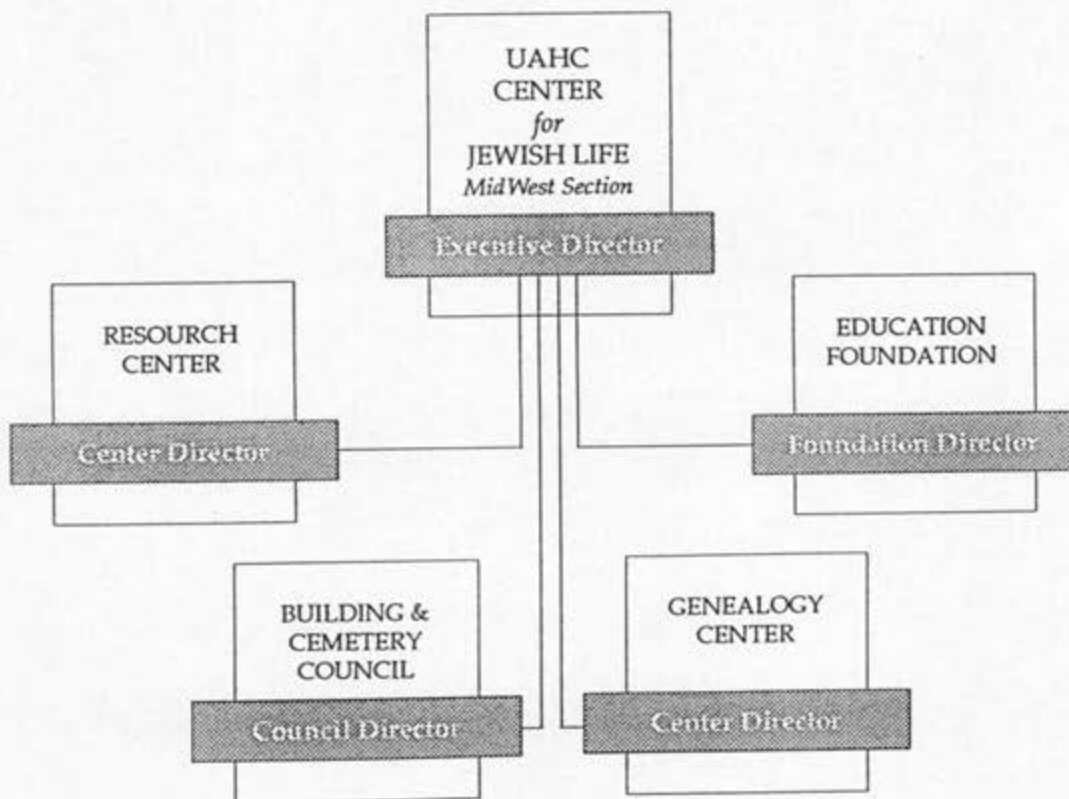 UAHC
CENTER
for
JEWISH LIFE
MidWest Section
Executive Director
RESOURCH
CENTER
Center Director
EDUCATION
FOUNDATION
Foundation Director
BUILDING &
CEMETERY
COUNCIL
Council Director
GENEALOGY
CENTER
Center Director